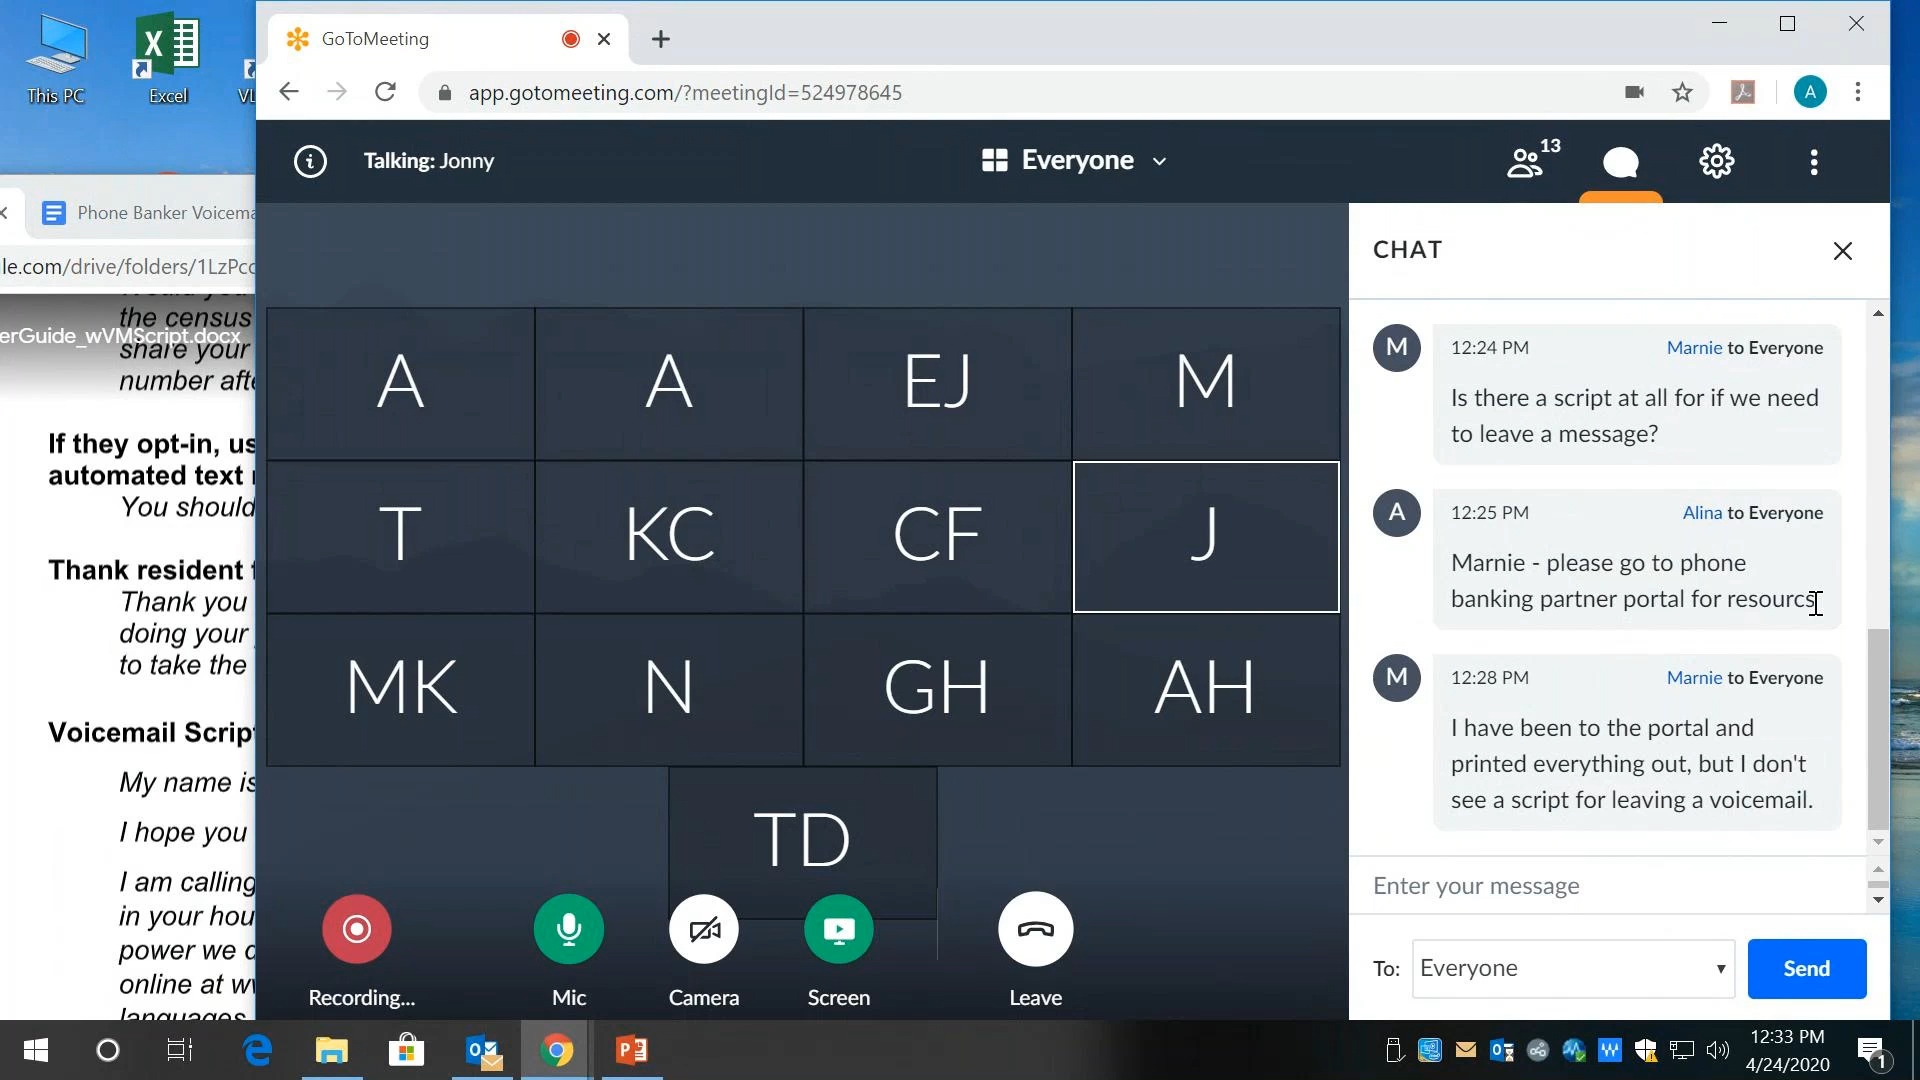 This PC
Excel
VL
GoToMeeting
app.gotomeeting.com/?meetingId=524978645
A
Talking: Jonny
Everyone
13
Phone Banker Voicema
le.com/drive/folders/1LzPcc
the census
erGuide_wVMScript.docx
share your
number afte
If they opt-in, us
automated text
You should
Thank resident
Thank you
doing your
to take the
Voicemail Scrip
My name is
I hope you
I am calling
in your hou
power we d
online at w
languages
A
A
EJ
M
T
KC
CF
J
MK
N
GH
AH
TD
Recording...
Mic
Camera
Screen
Leave
CHAT
M
12:24 PM
Marnie to Everyone
Is there a script at all for if we need
to leave a message?
A
12:25 PM
Alina to Everyone
Marnie - please go to phone
banking partner portal for resourcs
M
12:28 PM
Marnie to Everyone
I have been to the portal and
printed everything out, but I don't
see a script for leaving a voicemail.
Enter your message
To:
Everyone
Send
12:33 PM
4/24/2020
1